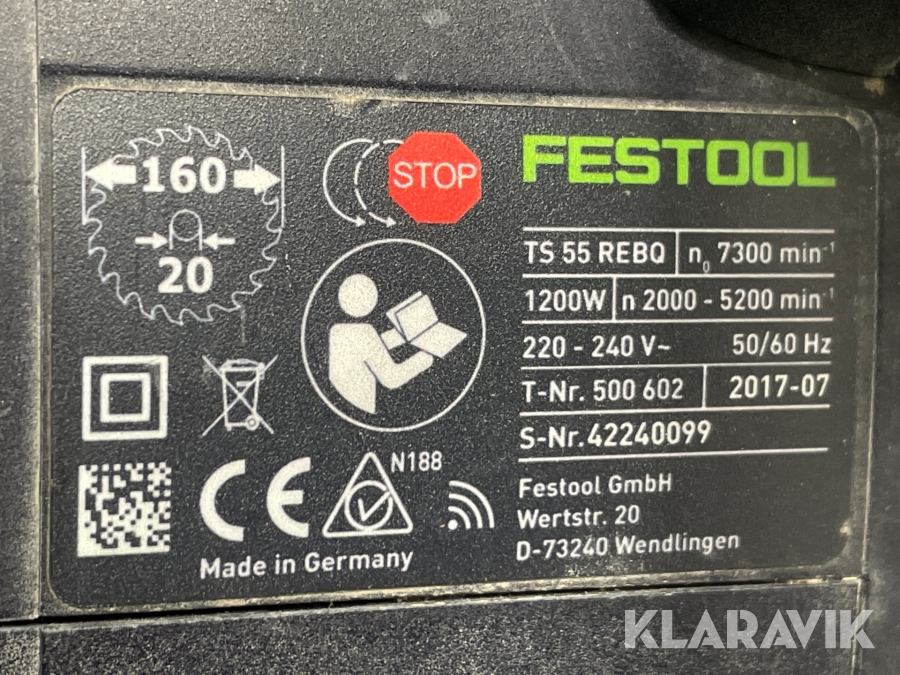 160
20
STOP
FESTOOL
TS 55 REBQ n₀ 7300 min⁻¹
1200W n 2000 - 5200 min⁻¹
220 - 240 V~ 50/60 Hz
T-Nr. 500 602 2017-07
S-Nr. 42240099
CE N188
Made in Germany
Festool GmbH
Wertstr. 20
D-73240 Wendlingen
KLARAVIK